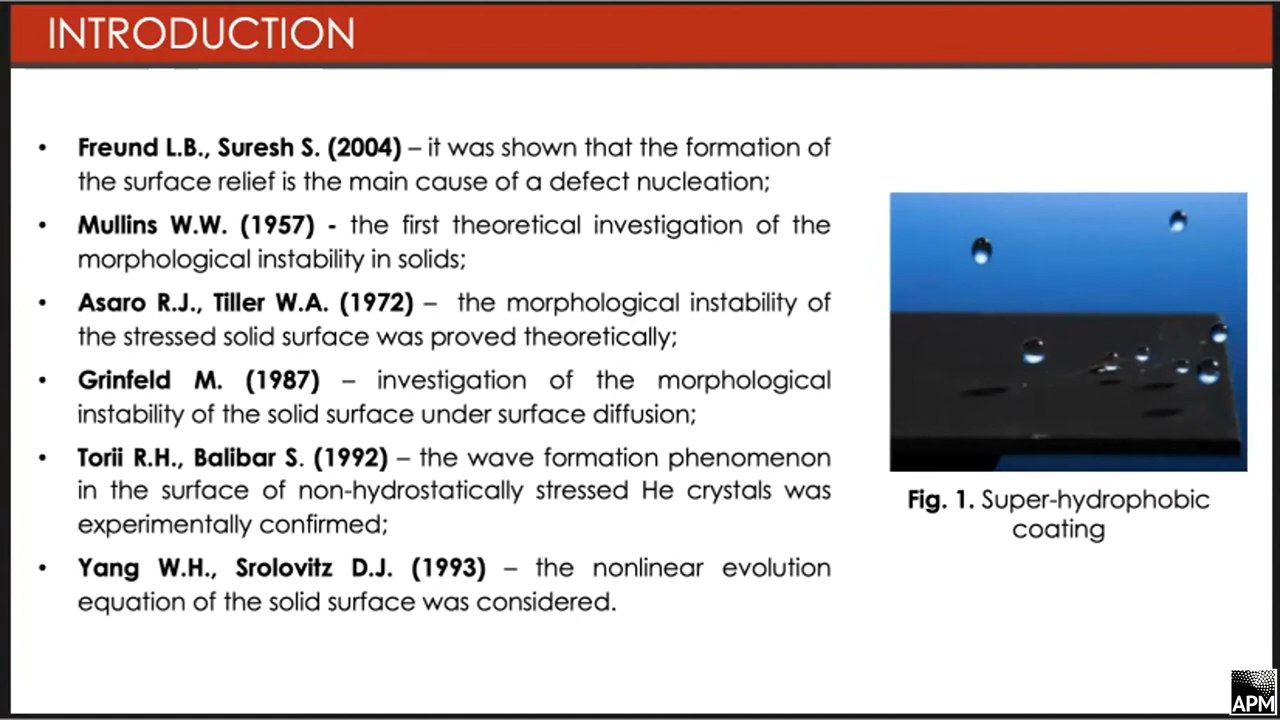 INTRODUCTION
• Freund L.B., Suresh S. (2004) – it was shown that the formation of
the surface relief is the main cause of a defect nucleation;
• Mullins W.W. (1957) - the first theoretical investigation of the
morphological instability in solids;
• Asaro R.J., Tiller W.A. (1972) – the morphological instability of
the stressed solid surface was proved theoretically;
• Grinfeld M. (1987) – investigation of the morphological
instability of the solid surface under surface diffusion;
• Torii R.H., Balibar S. (1992) – the wave formation phenomenon
in the surface of non-hydrostatically stressed He crystals was
experimentally confirmed;
• Yang W.H., Srolovitz D.J. (1993) – the nonlinear evolution
equation of the solid surface was considered.
Fig. 1. Super-hydrophobic
coating
APM